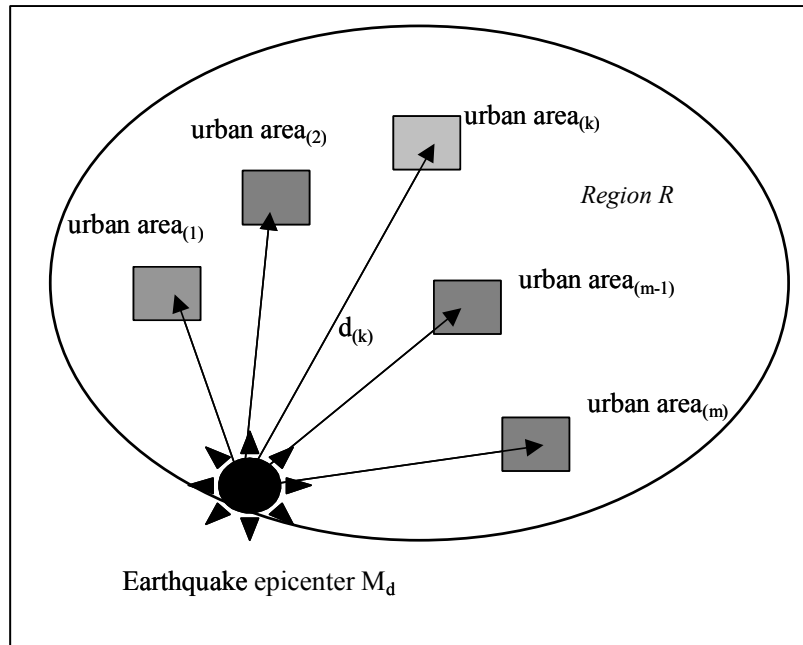 urban area(k)
urban area(2)
Region R
urban area(1)
urban area(m-1)
d(k)
urban area(m)
Earthquake epicenter Md